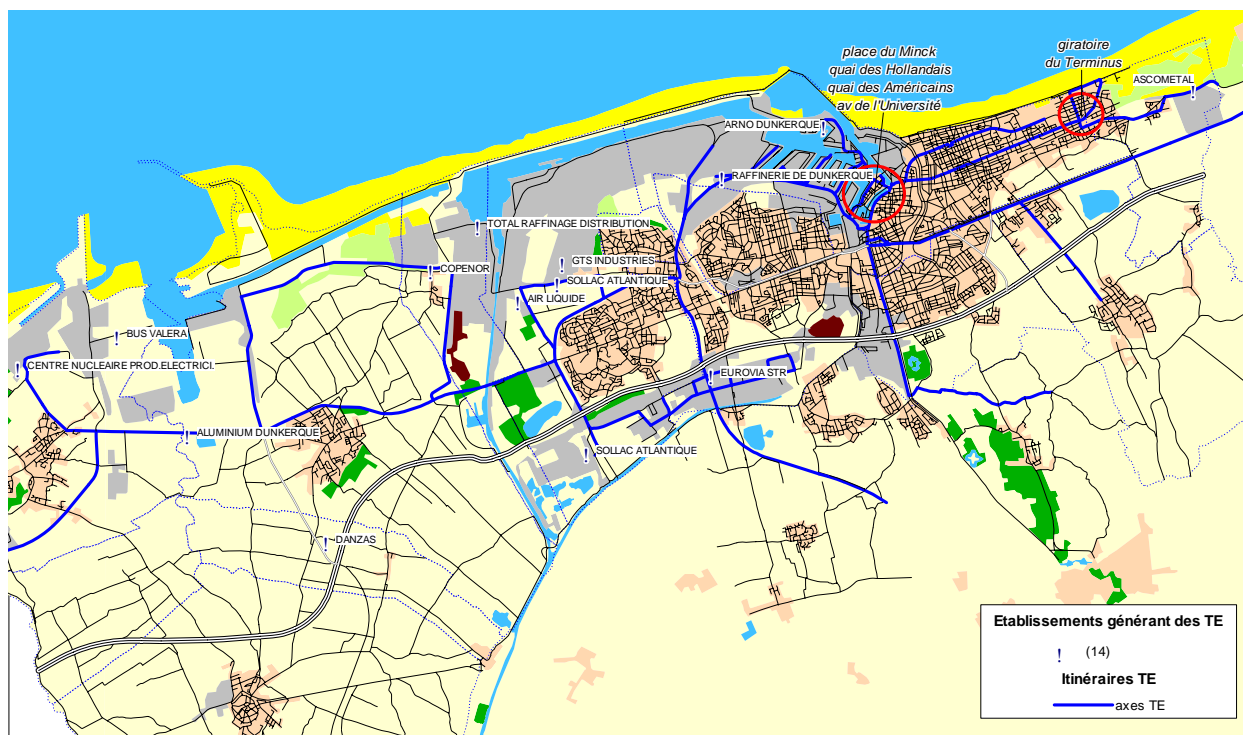 place du Minck
quai des Hollandais
quai des Américains
av de l'Université
giratoire
du Terminus
ASCOMETAL
ARNO DUNKERQUE
RAFFINERIE DE DUNKERQUE
TOTAL RAFFINAGE DISTRIBUTION
GTS INDUSTRIES
COPENOR
SOLLAC ATLANTIQUE
AIR LIQUIDE
BUS VALERA
CENTRE NUCLEAIRE PROD.ELECTRICI.
EUROVIA STR
ALUMINIUM DUNKERQUE
SOLLAC ATLANTIQUE
DANZAS
Etablissements générant des TE
! (14)
Itinéraires TE
axes TE